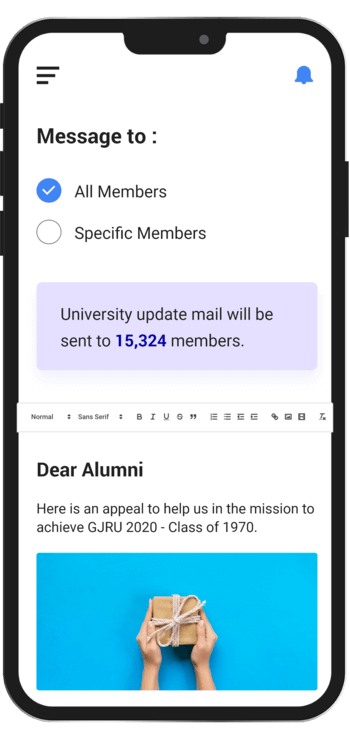 Message to :
All Members
Specific Members
University update mail will be
sent to 15,324 members.
Normal Sans Serif B I U S ” Tx
Dear Alumni
Here is an appeal to help us in the mission to
achieve GJRU 2020 - Class of 1970.